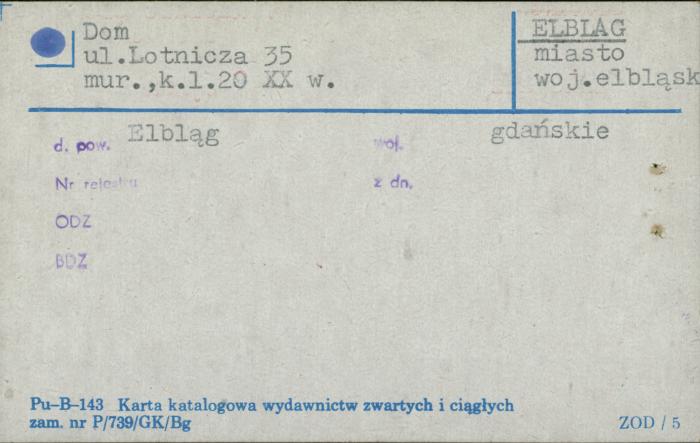 Dom
ul.Lotnicza 35
mur.,k.l.20 XX w.
ELBLĄG
miasto
woj.elbląsk
d. pow. Elbląg
woj. gdańskie
Nr rejestru
z dn.
ODZ
BDZ
Pu–B–143 Karta katalogowa wydawnictw zwartych i ciągłych
zam. nr P/739/GK/Bg
ZOD / 5